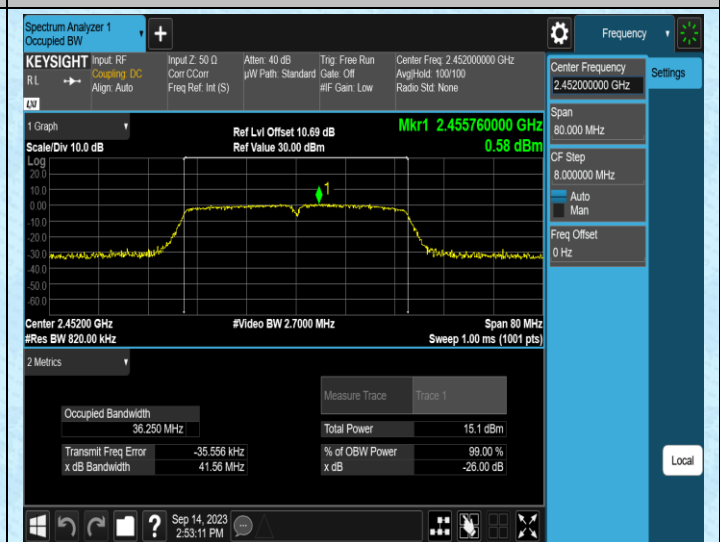 Spectrum Analyzer 1
Occupied BW
Frequency
KEYSIGHT
RL
LXI
Input: RF
Coupling: DC
Align: Auto
Input Z: 50 Ω
Corr CCorr
Freq Ref: Int (S)
Atten: 40 dB
µW Path: Standard
Trig: Free Run
Gate: Off
#IF Gain: Low
Center Freq: 2.452000000 GHz
Avg|Hold: 100/100
Radio Std: None
Center Frequency
2.452000000 GHz
Settings
Span
80.000 MHz
CF Step
8.000000 MHz
Auto
Man
Freq Offset
0 Hz
1 Graph
Scale/Div 10.0 dB
Ref Lvl Offset 10.69 dB
Ref Value 30.00 dBm
Mkr1 2.455760000 GHz
0.58 dBm
Log
20.0
10.0
0.00
-10.0
-20.0
-30.0
-40.0
-50.0
-60.0
1
Center 2.45200 GHz
#Video BW 2.7000 MHz
Span 80 MHz
#Res BW 820.00 kHz
Sweep 1.00 ms (1001 pts)
2 Metrics
Measure Trace
Trace 1
Occupied Bandwidth
36.250 MHz
Total Power
15.1 dBm
Transmit Freq Error
-35.556 kHz
% of OBW Power
99.00 %
x dB Bandwidth
41.56 MHz
x dB
-26.00 dB
Local
?
Sep 14, 2023
2:53:11 PM